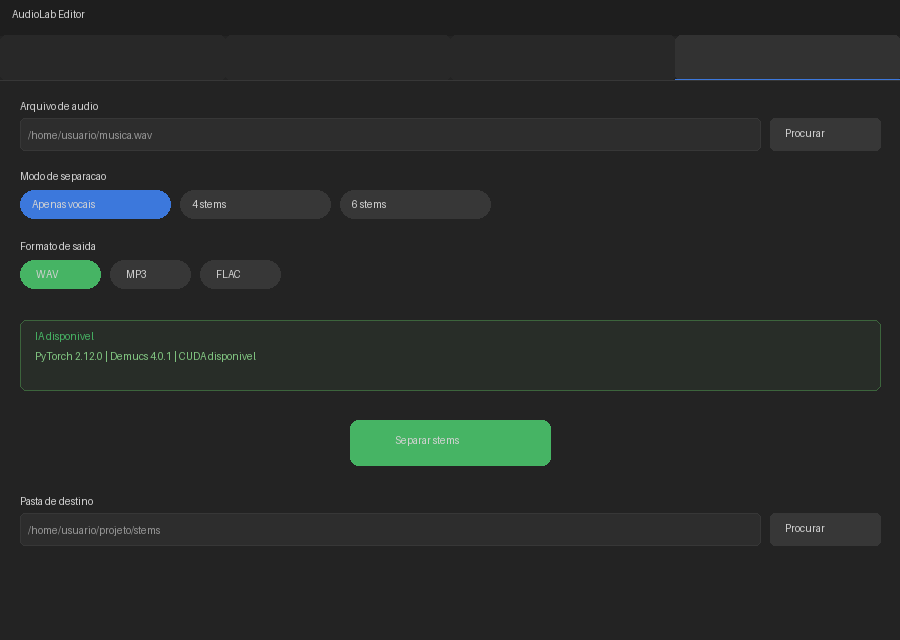 AudioLab Editor
Arquivo de audio
/home/usuario/musica.wav
Procurar
Modo de separacao
Apenas vocais
4 stems
6 stems
Formato de saida
WAV
MP3
FLAC
IA disponivel
PyTorch 2.12.0 | Demucs 4.0.1 | CUDA disponivel
Separar stems
Pasta de destino
/home/usuario/projeto/stems
Procurar